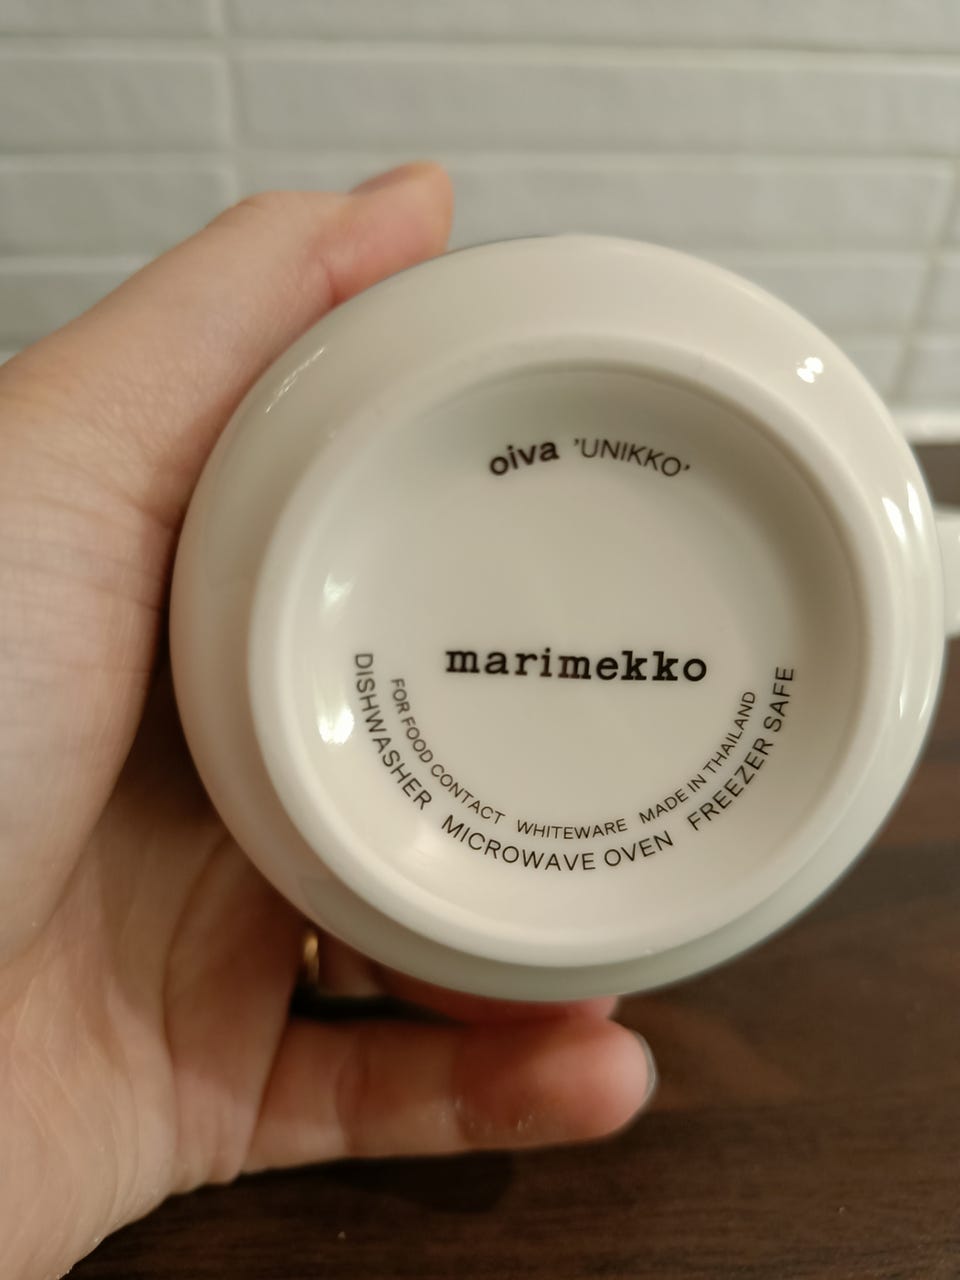 oiva 'UNIKKO'
marimekko
FOR FOOD CONTACT WHITEWARE MADE IN THAILAND
DISHWASHER MICROWAVE OVEN FREEZER SAFE